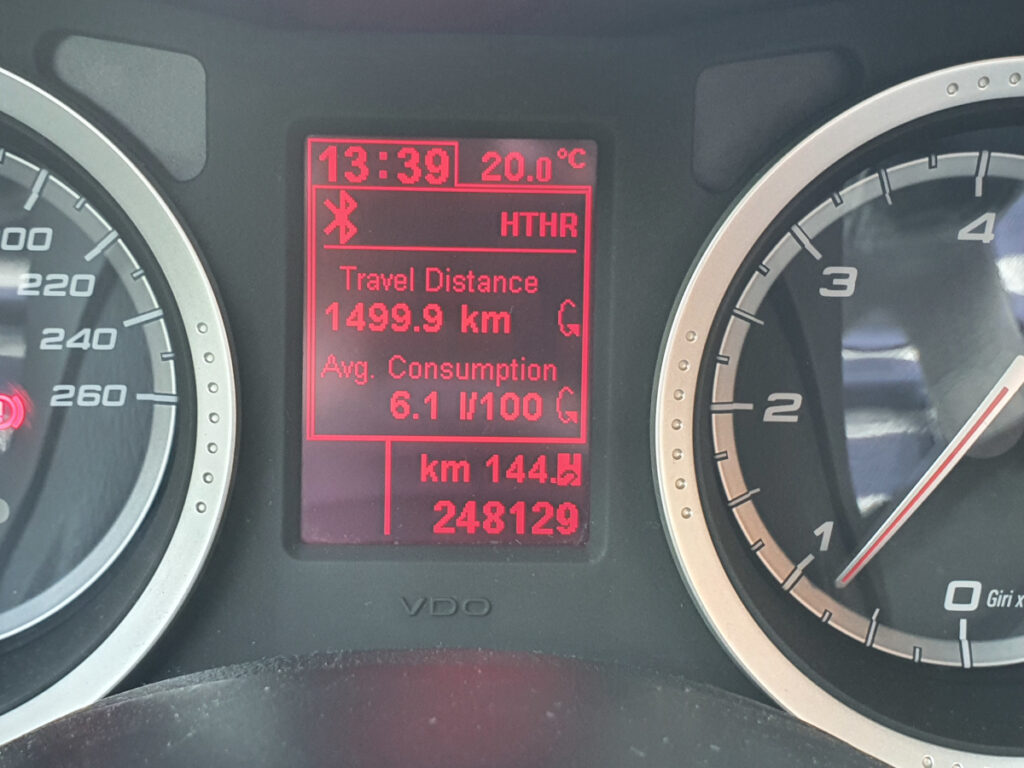 13:39 20.0 °C
HTHR
Travel Distance
1499.9 km
Avg. Consumption
6.1 l/100
km 144.
248129
VDO
220
240
260
4
3
2
1
0 Giri x